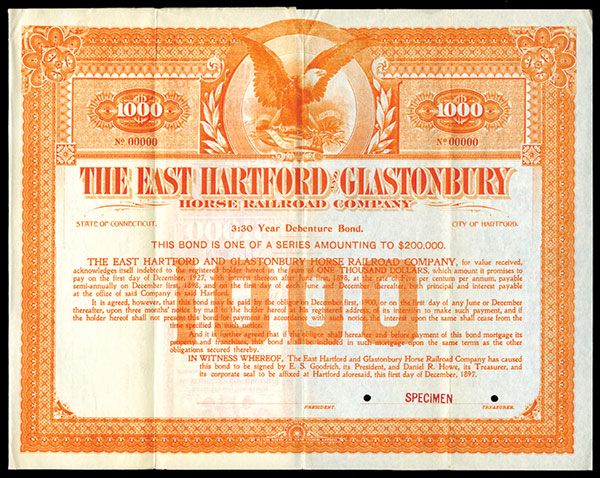 1000 1000
No 00000 No 00000
THE EAST HARTFORD AND GLASTONBURY
HORSE RAILROAD COMPANY
STATE OF CONNECTICUT. CITY OF HARTFORD.
3:30 Year Debenture Bond.
THIS BOND IS ONE OF A SERIES AMOUNTING TO $200,000.
THE EAST HARTFORD AND GLASTONBURY HORSE RAILROAD COMPANY, for value received,
acknowledges itself indebted to the registered holder hereof in the sum of ONE THOUSAND DOLLARS, which amount it promises to
pay on the first day of December, 1927, with interest thereon after June first, 1898, at the rate of Five per centum per annum, payable
semi-annually on December first, 1898, and on the first days of June and December thereafter, both principal and interest payable
at the office of said Company in said Hartford.
It is agreed, however, that this bond may be paid by the obligor on December first, 1900, or on the first day of any June or December
thereafter, upon three months' notice by mail to the holder hereof at his registered address, of its intention to make such payment, and if
the holder hereof shall not present this bond for payment in accordance with such notice, the interest upon the same shall cease from the
time specified in such notice.
And it is further agreed that if the obligor shall hereafter and before payment of this bond mortgage its
property and franchises, this bond shall be included in such mortgage upon the same terms as the other
obligations secured thereby.
IN WITNESS WHEREOF, The East Hartford and Glastonbury Horse Railroad Company has caused
this bond to be signed by E. S. Goodrich, its President, and Daniel R. Howe, its Treasurer, and
its corporate seal to be affixed at Hartford aforesaid, this first day of December, 1897.
1000
SPECIMEN
PRESIDENT. TREASURER.